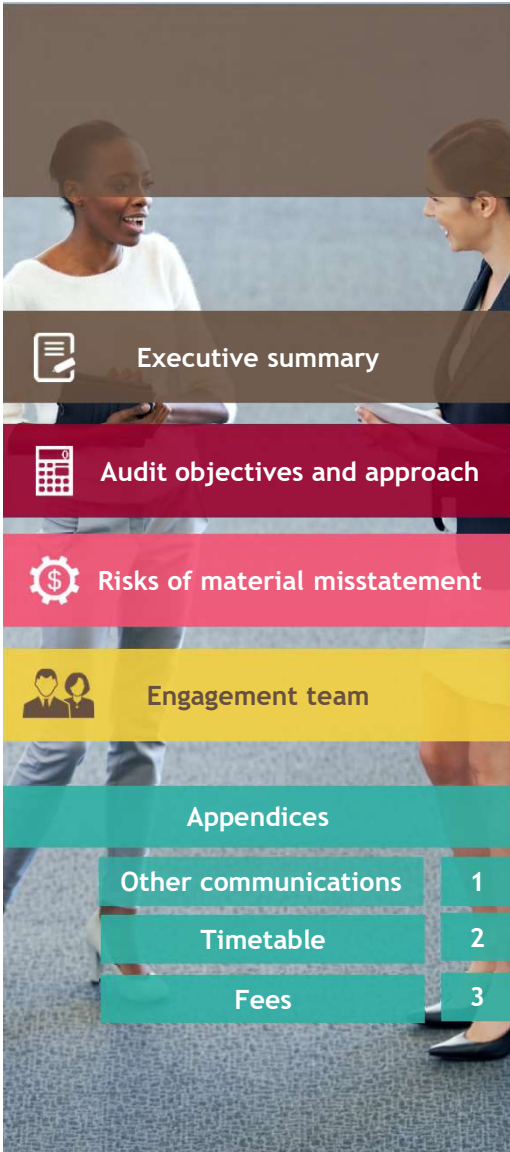 Executive summary
Audit objectives and approach
Risks of material misstatement
Engagement team
Appendices
Other communications 1
Timetable 2
Fees 3